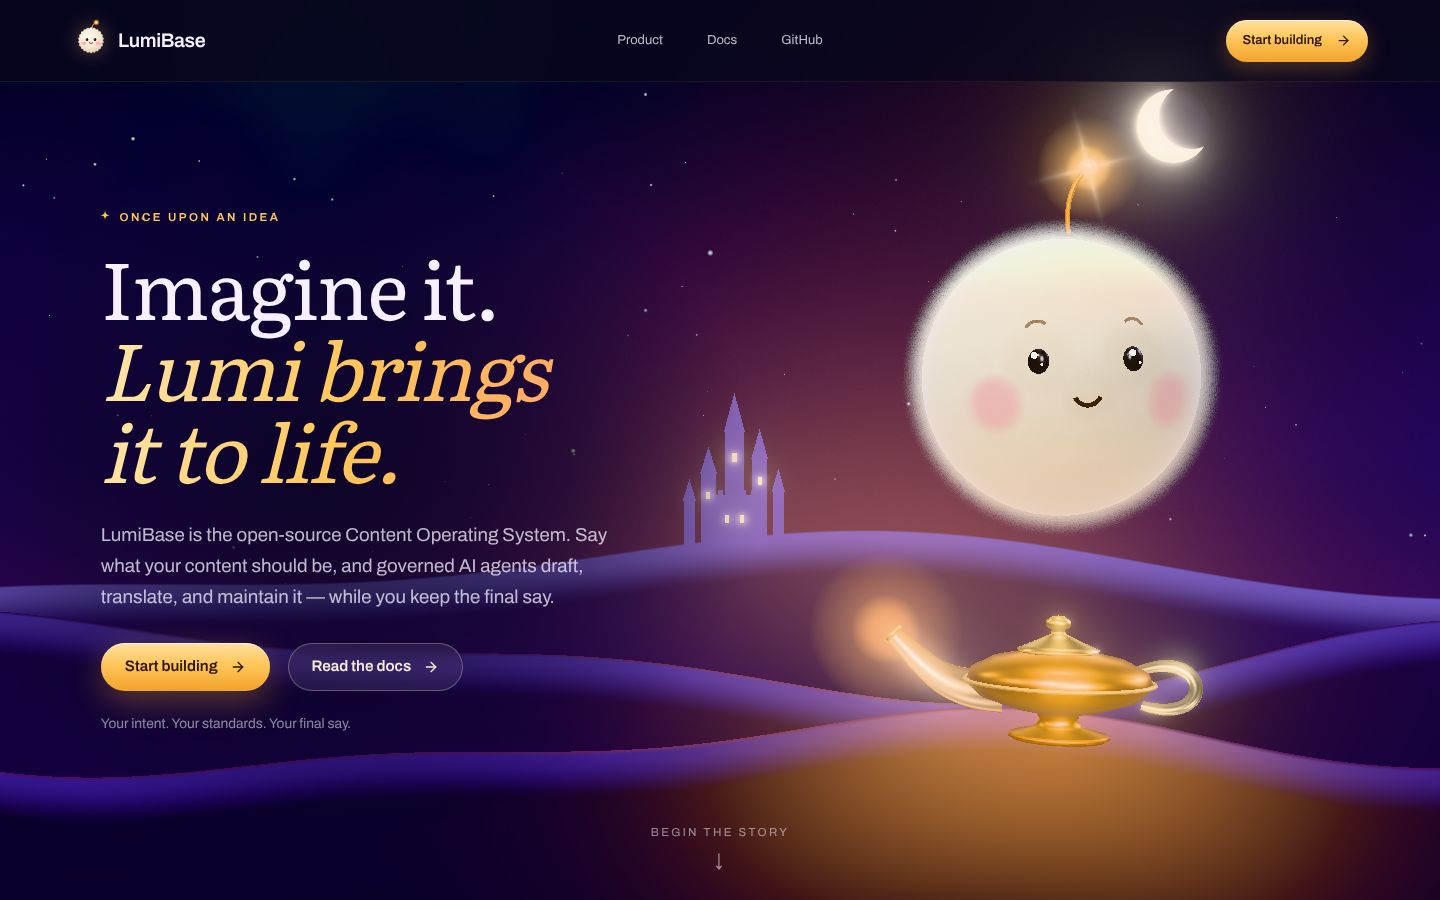 LumiBase
Product
Docs
GitHub
Start building
ONCE UPON AN IDEA
Imagine it.
Lumi brings
it to life.
LumiBase is the open-source Content Operating System. Say
what your content should be, and governed AI agents draft,
translate, and maintain it — while you keep the final say.
Start building
Read the docs
Your intent. Your standards. Your final say.
BEGIN THE STORY